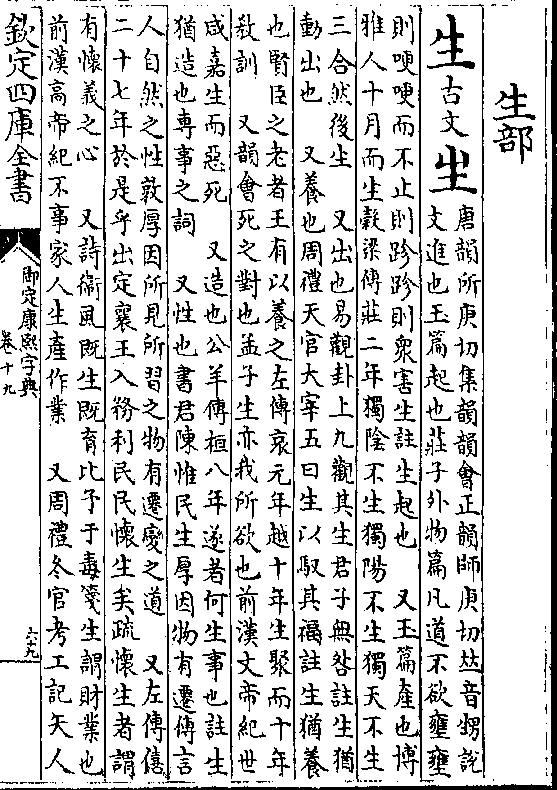 生部
生古文𤯓唐韻所庚切集韻韻會正韻師庚切𠀤音甥說
文進也玉篇起也莊子外物篇凡道不欲壅壅
則哽哽而不止則跈跈則衆害生註生起也　又玉篇產也博
雅人十月而生穀梁傳莊二年獨陰不生獨陽不生獨天不生
三合然後生　又出也易觀卦上九觀其生君子無咎註生猶
動出也　又養也周禮天官大宰五曰生以馭其福註生猶養
也賢臣之老者王有以養之左傳哀元年越十年生聚而十年
敎訓　又韻會死之對也孟子生亦我所欲也前漢文帝紀世
咸嘉生而惡死　又造也公羊傳桓八年遂者何生事也註生
猶造也專事之詞　又性也書君陳惟民生厚因物有遷傳言
人自然之性敦厚因所見所習之物有遷變之道　又左傳僖
二十七年於是乎出定襄王入務利民民懷生矣疏懷生者謂
有懷義之心　又詩衞風既生既育比予于毒箋生謂財業也
前漢高帝紀不事家人生產作業　又周禮冬官考工記矢人
欽定四庫全書
御定康熙字典
卷十九
六九